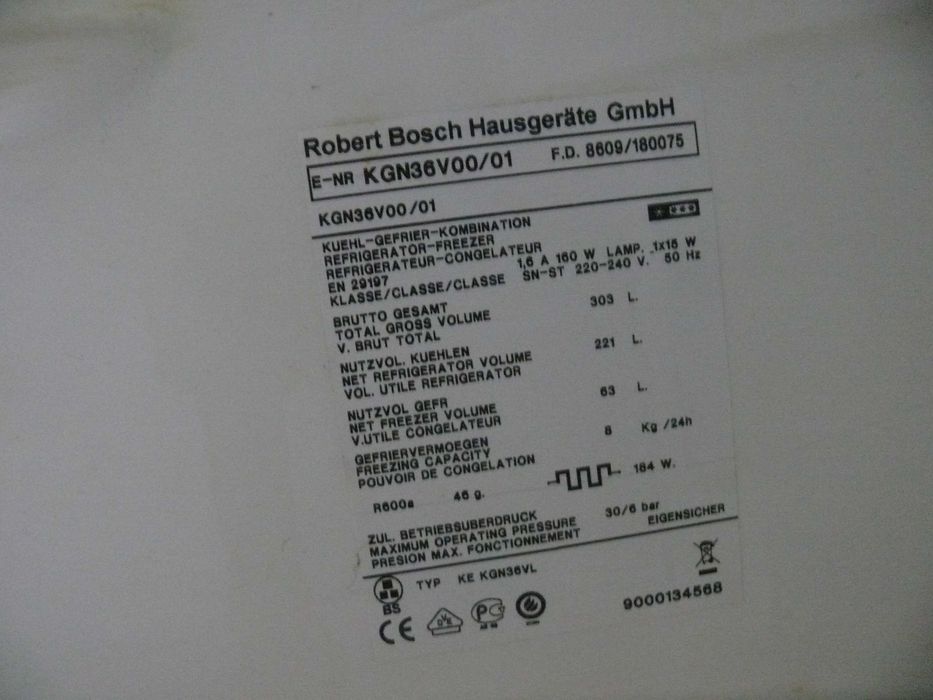 Robert Bosch Hausgeräte GmbH
E-NR KGN36V00/01 F.D. 8609/180075
KGN36V00/01
KUEHL-GEFRIER-KOMBINATION
REFRIGERATOR-FREEZER
REFRIGERATEUR-CONGELATEUR
EN 29197 1,6 A 160 W LAMP. 1x15 W
KLASSE/CLASSE/CLASSE SN-ST 220-240 V. 50 Hz
BRUTTO GESAMT
TOTAL GROSS VOLUME 303 L.
V. BRUT TOTAL
NUTZVOL. KUEHLEN
NET REFRIGERATOR VOLUME 221 L.
VOL. UTILE REFRIGERATOR
NUTZVOL GEFR
NET FREEZER VOLUME 63 L.
V.UTILE CONGELATEUR
GEFRIERVERMOEGEN
FREEZING CAPACITY 8 Kg /24h
POUVOIR DE CONGELATION
R600a 46 g. 184 W.
ZUL. BETRIEBSUBERDRUCK
MAXIMUM OPERATING PRESSURE 30/6 bar
PRESION MAX. FONCTIONNEMENT EIGENSICHER
TYP KE KGN36VL
BS
CE 9000134568